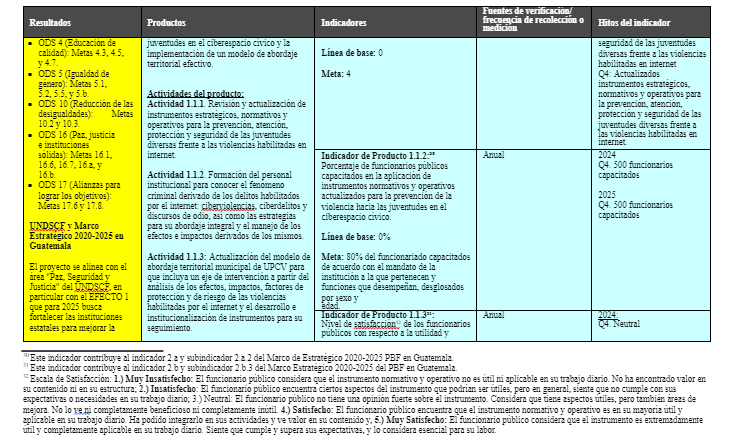 Resultados
Productos
Indicadores
Fuentes de verificación/
frecuencia de recolección o
medición
Hitos del indicador
• ODS 4 (Educación de
calidad): Metas 4.3, 4.5,
y 4.7.
• ODS 5 (Igualdad de
género): Metas 5.1,
5.2, 5.5, y 5.b.
• ODS 10 (Reducción de las
desigualdades): Metas
10.2 y 10.3.
• ODS 16 (Paz, justicia
e instituciones
sólidas): Metas 16.1,
16.6, 16.7, 16.a, y
16.b.
• ODS 17 (Alianzas para
lograr los objetivos):
Metas 17.6 y 17.8.
UNDSCF y Marco
Estratégico 2020-2025 en
Guatemala
El proyecto se alinea con el
área "Paz, Seguridad y
Justicia" del UNDSCF, en
particular con el EFECTO 1
que para 2025 busca
fortalecer las instituciones
estatales para mejorar la
juventudes en el ciberespacio cívico y la
implementación de un modelo de abordaje
territorial efectivo.
Actividades del producto:
Actividad 1.1.1. Revisión y actualización de
instrumentos estratégicos, normativos y
operativos para la prevención, atención,
protección y seguridad de las juventudes
diversas frente a las violencias habilitadas en
internet.
Actividad 1.1.2. Formación del personal
institucional para conocer el fenómeno
criminal derivado de los delitos habilitados
por el internet: ciberviolencias, ciberdelitos y
discursos de odio, así como las estrategias
para su abordaje integral y el manejo de los
efectos e impactos derivados de los mismos.
Actividad 1.1.3: Actualización del modelo de
abordaje territorial municipal de UPCV para
que incluya un eje de intervención a partir del
análisis de los efectos, impactos, factores de
protección y de riesgo de las violencias
habilitadas por el internet y el desarrollo e
institucionalización de instrumentos para su
seguimiento.
Línea de base: 0
Meta: 4
seguridad de las juventudes
diversas frente a las violencias
habilitadas en internet
Q4: Actualizados
instrumentos estratégicos,
normativos y operativos para
la prevención, atención,
protección y seguridad de las
juventudes diversas frente a
las violencias habilitadas en
internet.
Indicador de Producto 1.1.2:³⁰
Porcentaje de funcionarios públicos
capacitados en la aplicación de
instrumentos normativos y operativos
actualizados para la prevención de la
violencia hacia las juventudes en el
ciberespacio cívico.
Línea de base: 0%
Meta: 80% del funcionariado capacitados
de acuerdo con el mandato de la
institución a la que pertenecen y
funciones que desempeñan, desglosados
por sexo y
edad.
Anual
2024
Q4. 500 funcionarios
capacitados
2025
Q4. 500 funcionarios
capacitados
Indicador de Producto 1.1.3³¹:
Nivel de satisfacción³² de los funcionarios
públicos con respecto a la utilidad y
Anual
2024:
Q4. Neutral
³⁰ Este indicador contribuye al indicador 2.a y subindicador 2.a.2 del Marco de Estratégico 2020-2025 PBF en Guatemala.
³¹ Este indicador contribuye al indicador 2.b y subindicador 2.b.3 del Marco Estratégico 2020-2025 del PBF en Guatemala.
³² Escala de Satisfacción: 1.) Muy Insatisfecho: El funcionario público considera que el instrumento normativo y operativo no es útil ni aplicable en su trabajo diario. No ha encontrado valor en
su contenido ni en su estructura; 2.) Insatisfecho: El funcionario público encuentra ciertos aspectos del instrumento que podrían ser útiles, pero en general, siente que no cumple con sus
expectativas o necesidades en su trabajo diario; 3.) Neutral: El funcionario público no tiene una opinión fuerte sobre el instrumento. Considera que tiene aspectos útiles, pero también áreas de
mejora. No lo ve ni completamente beneficioso ni completamente inútil. 4.) Satisfecho: El funcionario público encuentra que el instrumento normativo y operativo es en su mayoría útil y
aplicable en su trabajo diario. Ha podido integrarlo en sus actividades y ve valor en su contenido y, 5.) Muy Satisfecho: El funcionario público considera que el instrumento es extremadamente
útil y completamente aplicable en su trabajo diario. Siente que cumple y supera sus expectativas, y lo considera esencial para su labor.